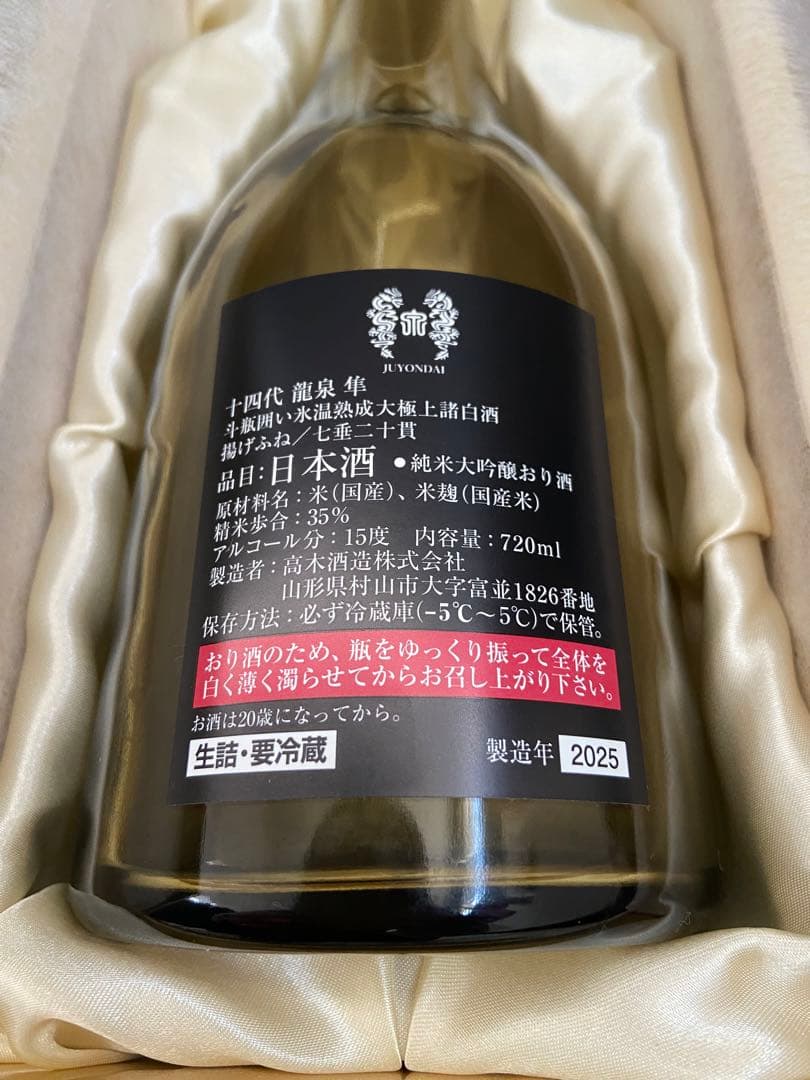 泉
JUYONDAI
十四代 龍泉 隼
斗瓶囲い氷温熟成大極上諸白酒
揚げふね／七垂二十貫
品目：日本酒 ●純米大吟醸おり酒
原材料名：米(国産)、米麹(国産米)
精米歩合：35%
アルコール分：15度 内容量：720ml
製造者：高木酒造株式会社
山形県村山市大字富並1826番地
保存方法：必ず冷蔵庫(−5℃〜5℃)で保管。
おり酒のため、瓶をゆっくり振って全体を
白く薄く濁らせてからお召し上がり下さい。
お酒は20歳になってから。
生詰・要冷蔵 製造年 2025